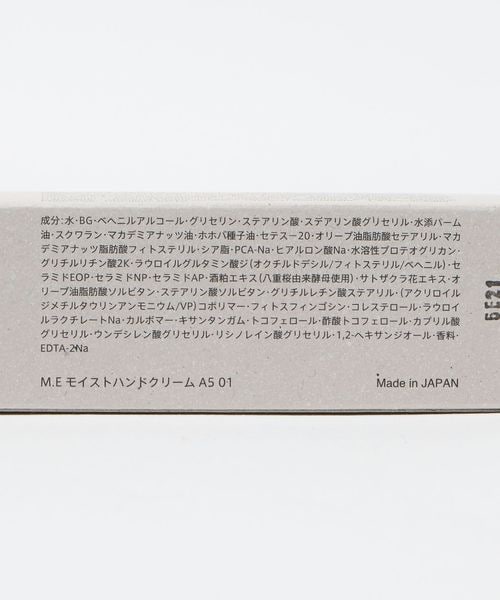 成分:水・BG・ベヘニルアルコール・グリセリン・ステアリン酸・ステアリン酸グリセリル・水添パーム
油・スクワラン・マカデミアナッツ油・ホホバ種子油・セテス-20・オリーブ油脂肪酸セテアリル・マカ
デミアナッツ脂肪酸フィトステリル・シア脂・PCA-Na・ヒアルロン酸Na・水溶性プロテオグリカン・
グリチルリチン酸2K・ラウロイルグルタミン酸ジ(オクチルドデシル/フィトステリル/ベヘニル)・セ
ラミドEOP・セラミドNP・セラミドAP・酒粕エキス(八重桜由来酵母使用)・サトザクラ花エキス・オ
リーブ油脂肪酸ソルビタン・ステアリン酸ソルビタン・グリチルレチン酸ステアリル・(アクリロイル
ジメチルタウリンアンモニウム/VP)コポリマー・フィトスフィンゴシン・コレステロール・ラウロイ
ルラクチレートNa・カルボマー・キサンタンガム・トコフェロール・酢酸トコフェロール・カプリル酸
グリセリル・ウンデシレン酸グリセリル・リシノレイン酸グリセリル・1,2-ヘキサンジオール・香料・
EDTA-2Na
M.E モイストハンドクリーム A5 01
Made in JAPAN